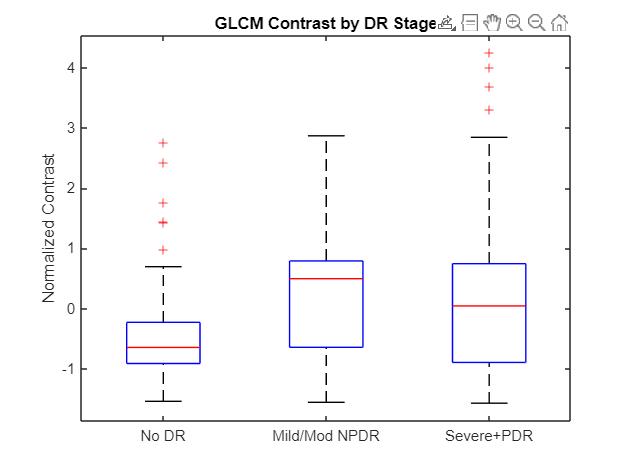 GLCM Contrast by DR Stage
Normalized Contrast
4
3
2
1
0
-1
No DR
Mild/Mod NPDR
Severe+PDR